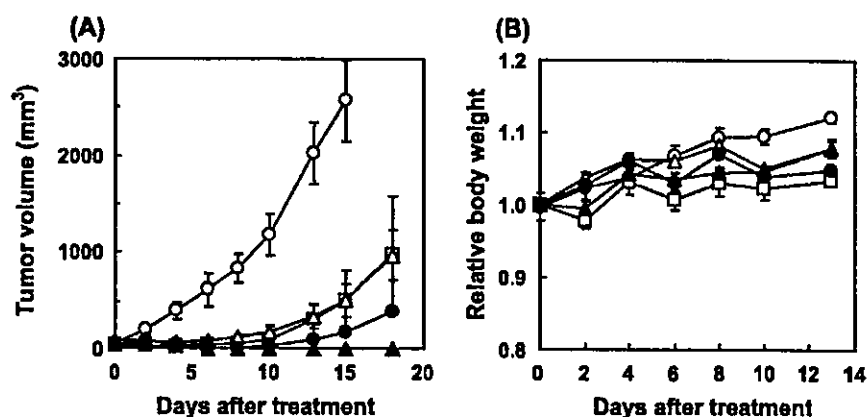 (A)
Tumor volume (mm³)
3000
2000
1000
0
0 5 10 15 20
Days after treatment
(B)
Relative body weight
1.2
1.1
1.0
0.9
0.8
0 2 4 6 8 10 12 14
Days after treatment